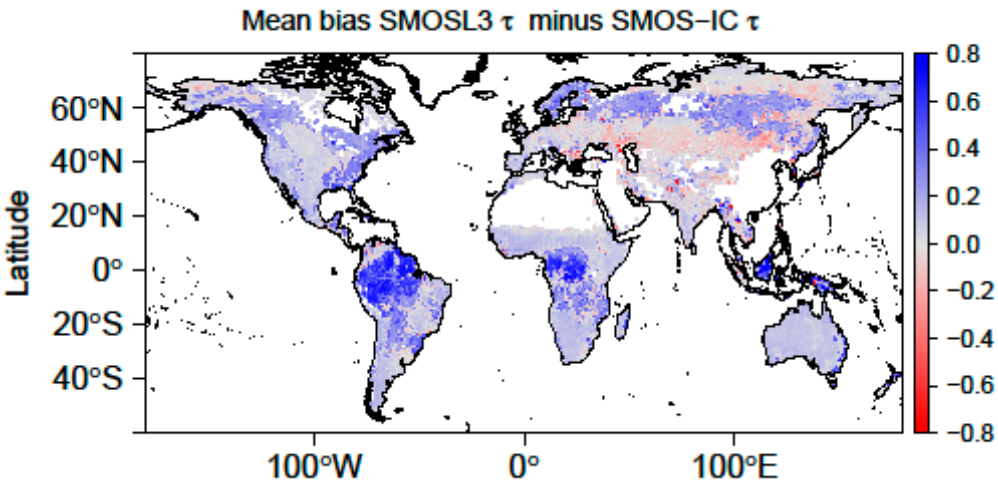 Mean bias SMOSL3 τ minus SMOS−IC τ
Latitude
60°N
40°N
20°N
0°
20°S
40°S
100°W
0°
100°E
0.8
0.6
0.4
0.2
0.0
−0.2
−0.4
−0.6
−0.8